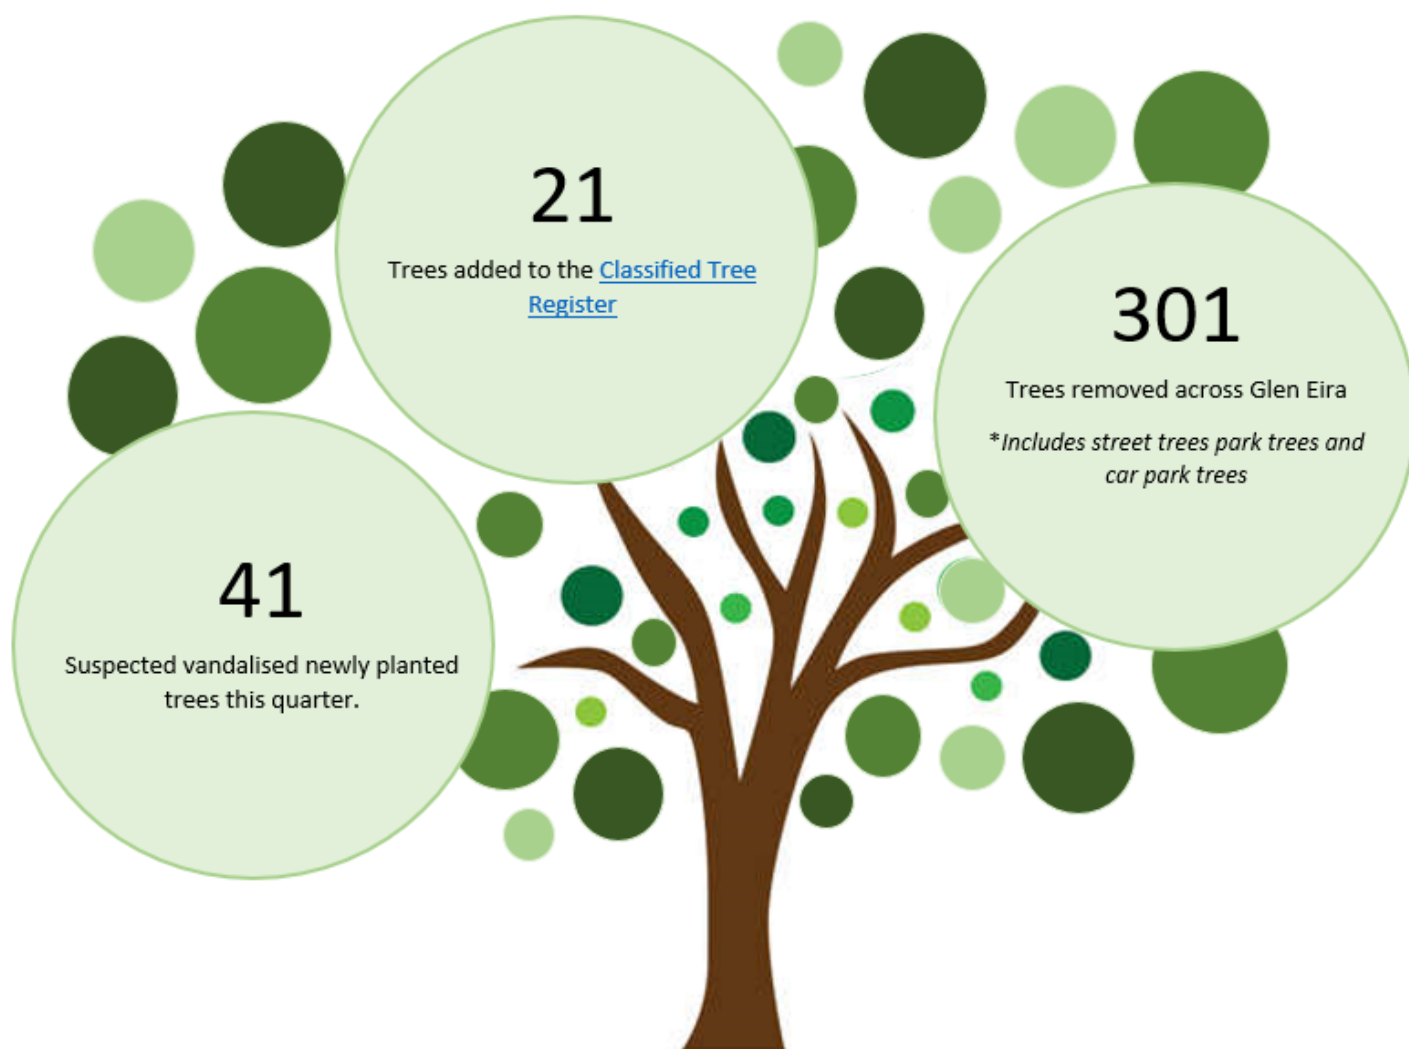 21
Trees added to the Classified Tree
Register
301
Trees removed across Glen Eira
*Includes street trees park trees and
car park trees
41
Suspected vandalised newly planted
trees this quarter.